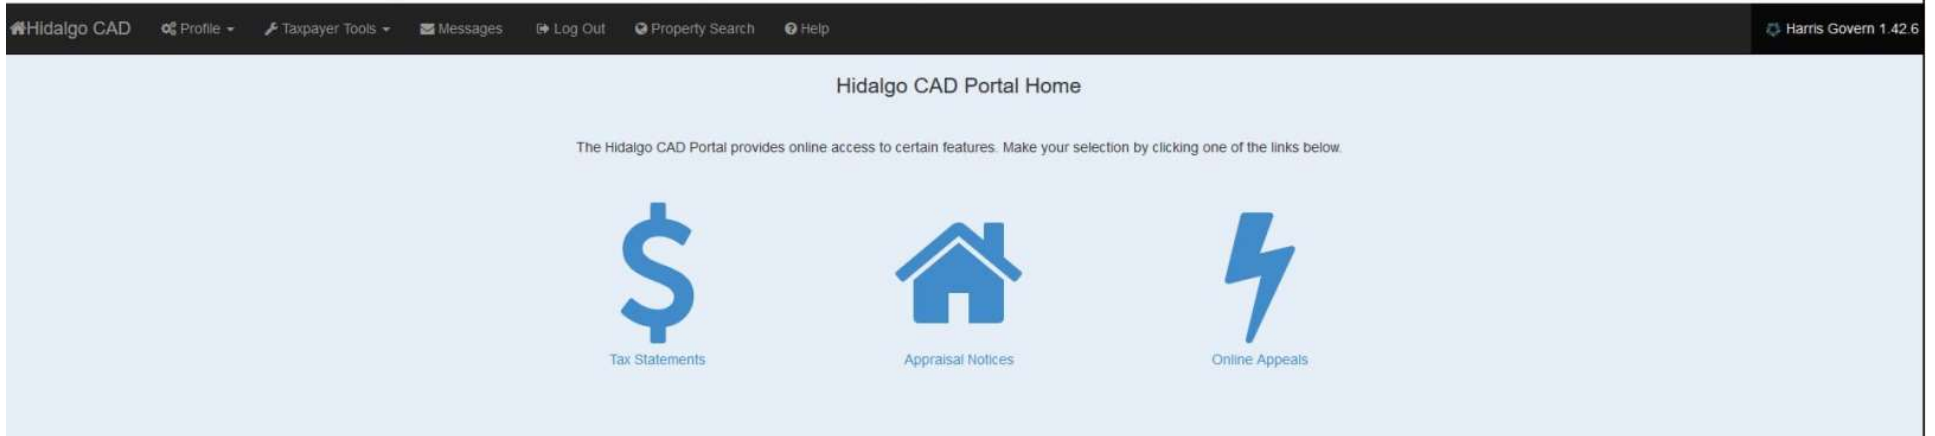 Hidalgo CAD Profile Taxpayer Tools Messages Log Out Property Search Help Harris Govern 1.42.6
Hidalgo CAD Portal Home
The Hidalgo CAD Portal provides online access to certain features. Make your selection by clicking one of the links below.
Tax Statements Appraisal Notices Online Appeals